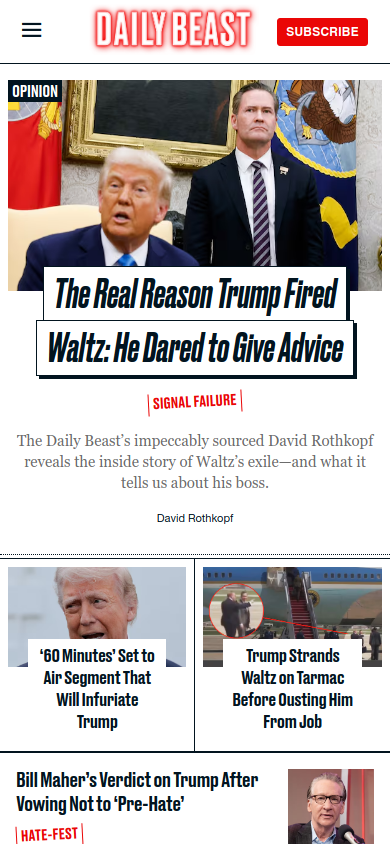 DAILY BEAST
SUBSCRIBE
OPINION
The Real Reason Trump Fired
Waltz: He Dared to Give Advice
SIGNAL FAILURE
The Daily Beast’s impeccably sourced David Rothkopf
reveals the inside story of Waltz’s exile—and what it
tells us about his boss.
David Rothkopf
‘60 Minutes’ Set to
Air Segment That
Will Infuriate
Trump
Trump Strands
Waltz on Tarmac
Before Ousting Him
From Job
Bill Maher’s Verdict on Trump After
Vowing Not to ‘Pre-Hate’
HATE-FEST